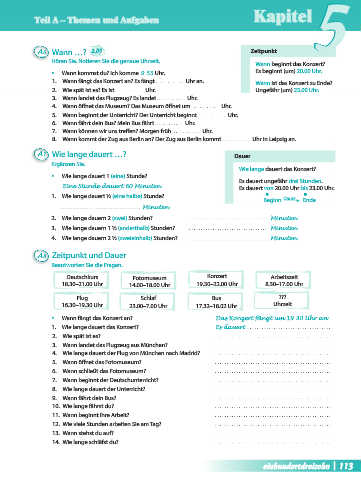 Teil A – Themen und Aufgaben
Kapitel 5
A6 Wann …? 2.09
Hören Sie. Notieren Sie die genaue Uhrzeit.
Wann kommst du? Ich komme 9.55 Uhr.
1. Wann fängt das Konzert an? Es fängt . . . . . . Uhr an.
2. Wie spät ist es? Es ist . . . . . . Uhr.
3. Wann landet das Flugzeug? Es landet . . . . . . Uhr.
4. Wann öffnet das Museum? Das Museum öffnet um . . . . . . Uhr.
5. Wann beginnt der Unterricht? Der Unterricht beginnt . . . . . . Uhr.
6. Wann fährt dein Bus? Mein Bus fährt . . . . . . Uhr.
7. Wann können wir uns treffen? Morgen früh . . . . . . Uhr.
8. Wann kommt der Zug aus Berlin an? Der Zug aus Berlin kommt . . . . . . Uhr in Leipzig an.
Zeitpunkt
Wann beginnt das Konzert?
Es beginnt (um) 20.00 Uhr.
Wann ist das Konzert zu Ende?
Ungefähr (um) 23.00 Uhr.
A7 Wie lange dauert …?
Ergänzen Sie.
Wie lange dauert 1 (eine) Stunde?
Eine Stunde dauert 60 Minuten.
1. Wie lange dauert ½ (eine halbe) Stunde?
Minuten.
2. Wie lange dauern 2 (zwei) Stunden? Minuten.
3. Wie lange dauern 1 ½ (anderthalb) Stunden? Minuten.
4. Wie lange dauern 2 ½ (zweieinhalb) Stunden? Minuten.
Dauer
Wie lange dauert das Konzert?
Es dauert ungefähr drei Stunden.
Es dauert von 20.00 Uhr bis 23.00 Uhr.
Beginn Dauer Ende
A8 Zeitpunkt und Dauer
Beantworten Sie die Fragen.
Deutschkurs
18.30–21.00 Uhr
Fotomuseum
14.00–18.00 Uhr
Konzert
19.30–22.00 Uhr
Arbeitszeit
8.30–17.00 Uhr
Flug
16.30–19.30 Uhr
Schlaf
23.00–7.00 Uhr
Bus
17.32–18.02 Uhr
???
Uhrzeit
Wann fängt das Konzert an? Das Konzert fängt um 19.30 Uhr an.
1. Wie lange dauert das Konzert? Es dauert . . . . . .
2. Wie spät ist es?
3. Wann landet das Flugzeug aus München?
4. Wie lange dauert der Flug von München nach Madrid?
5. Wann öffnet das Fotomuseum?
6. Wann schließt das Fotomuseum?
7. Wann beginnt der Deutschunterricht?
8. Wie lange dauert der Unterricht?
9. Wann fährt dein Bus?
10. Wie lange fährst du?
11. Wann beginnt Ihre Arbeit?
12. Wie viele Stunden arbeiten Sie am Tag?
13. Wann stehst du auf?
14. Wie lange schläfst du?
einhundertdreizehn | 113